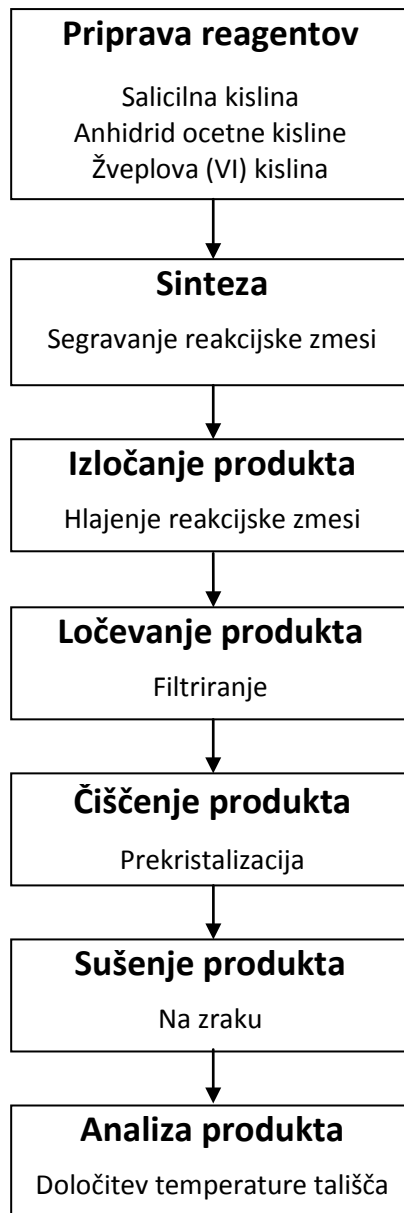 Priprava reagentov
Salicilna kislina
Anhidrid ocetne kisline
Žveplova (VI) kislina
Sinteza
Segravanje reakcijske zmesi
Izločanje produkta
Hlajenje reakcijske zmesi
Ločevanje produkta
Filtriranje
Čiščenje produkta
Prekristalizacija
Sušenje produkta
Na zraku
Analiza produkta
Določitev temperature tališča